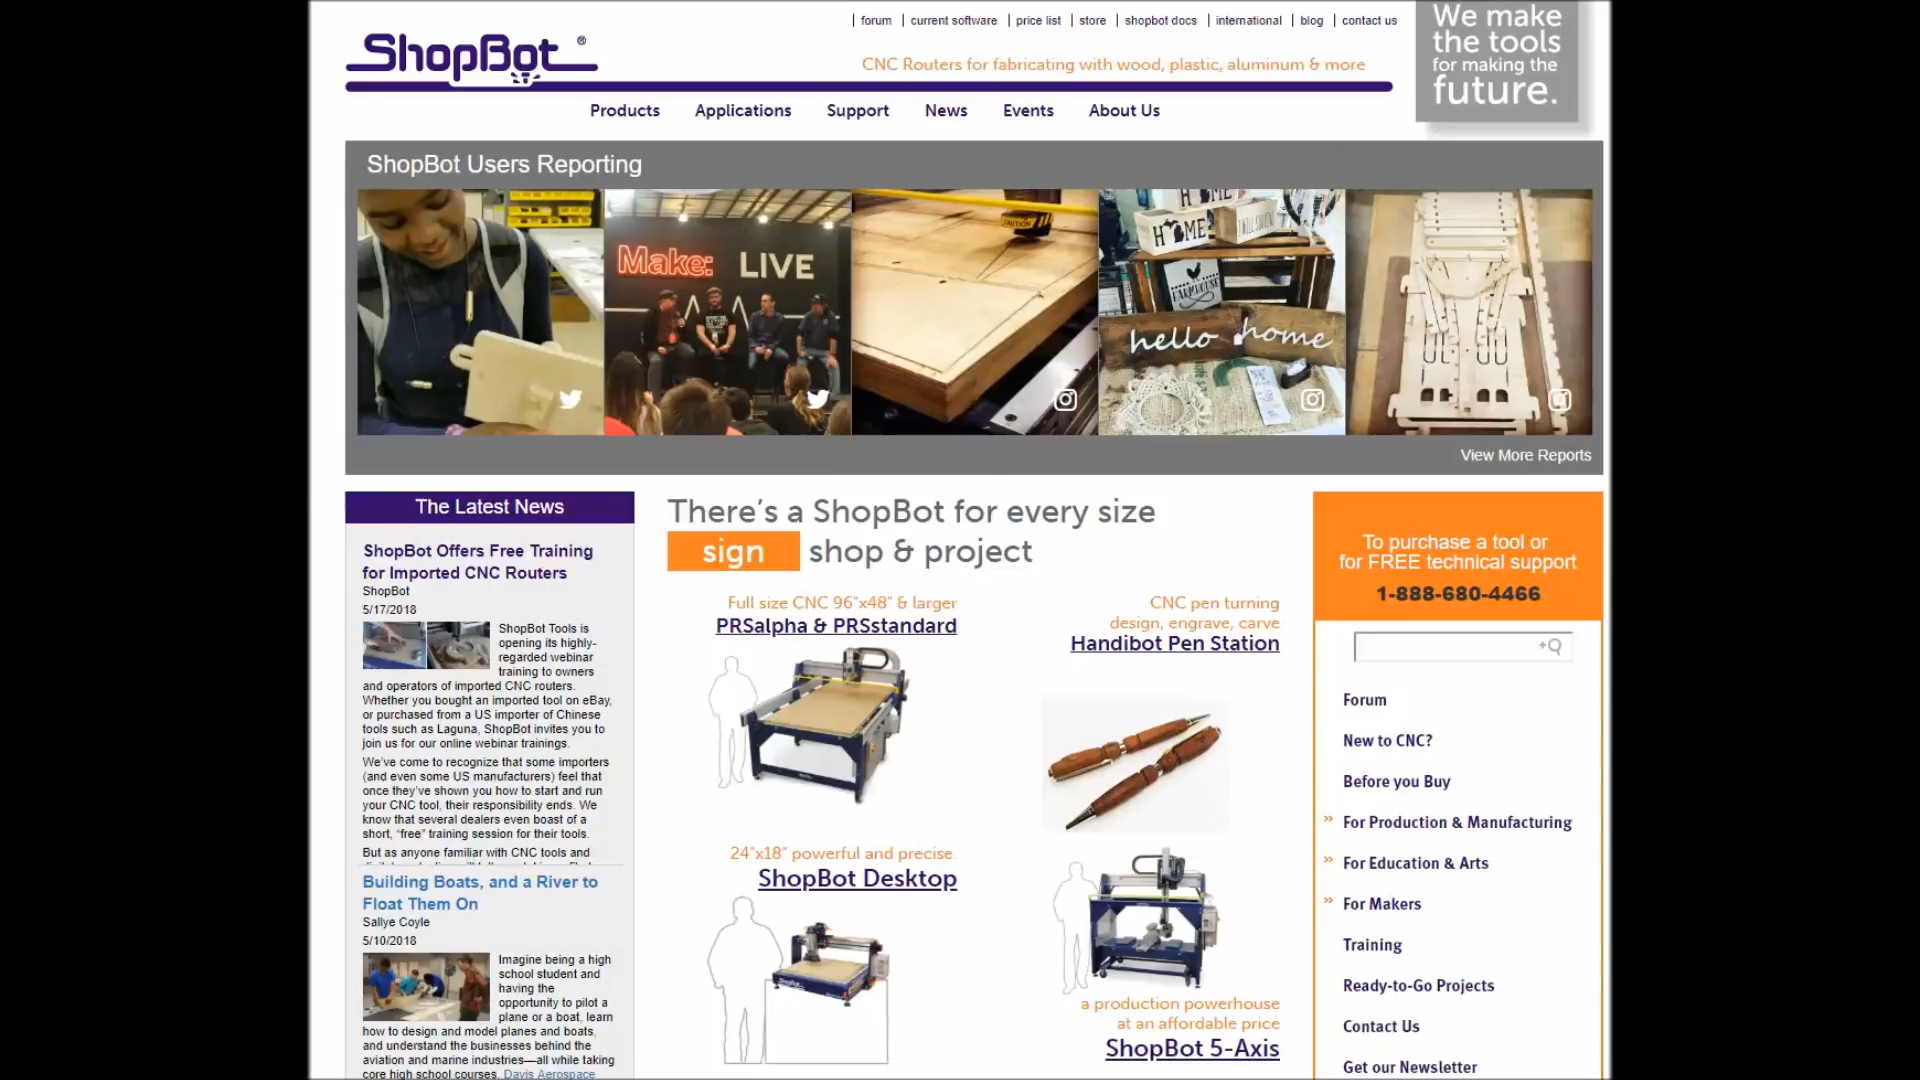 forum
current software
price list
store
shopbot docs
international
blog
contact us
We make
the tools
for making the
future.
ShopBot ®
CNC Routers for fabricating with wood, plastic, aluminum & more
Products
Applications
Support
News
Events
About Us
ShopBot Users Reporting
Make: LIVE
CAUTION
HOME
HOME
FARMHOUSE
hello home
View More Reports
The Latest News
ShopBot Offers Free Training
for Imported CNC Routers
ShopBot
5/17/2018
ShopBot Tools is
opening its highly-
regarded webinar
training to owners
and operators of imported CNC routers.
Whether you bought an imported tool on eBay,
or purchased from a US importer of Chinese
tools such as Laguna, ShopBot invites you to
join us for our online webinar trainings.
We've come to recognize that some importers
(and even some US manufacturers) feel that
once they've shown you how to start and run
your CNC tool, their responsibility ends. We
know that several dealers even boast of a
short, “free” training session for their tools.
But as anyone familiar with CNC tools and
Building Boats, and a River to
Float Them On
Sallye Coyle
5/10/2018
Imagine being a high
school student and
having the
opportunity to pilot a
plane or a boat, learn
how to design and model planes and boats,
and understand the businesses behind the
aviation and marine industries—all while taking
core high school courses. Davis Aerospace
There's a ShopBot for every size
sign shop & project
Full size CNC 96"x48" & larger
PRSalpha & PRSstandard
CNC pen turning
design, engrave, carve
Handibot Pen Station
24"x18" powerful and precise.
ShopBot Desktop
ShopBot
a production powerhouse
at an affordable price
ShopBot 5-Axis
To purchase a tool or
for FREE technical support
1-888-680-4466
Forum
New to CNC?
Before you Buy
» For Production & Manufacturing
» For Education & Arts
» For Makers
Training
Ready-to-Go Projects
Contact Us
Get our Newsletter